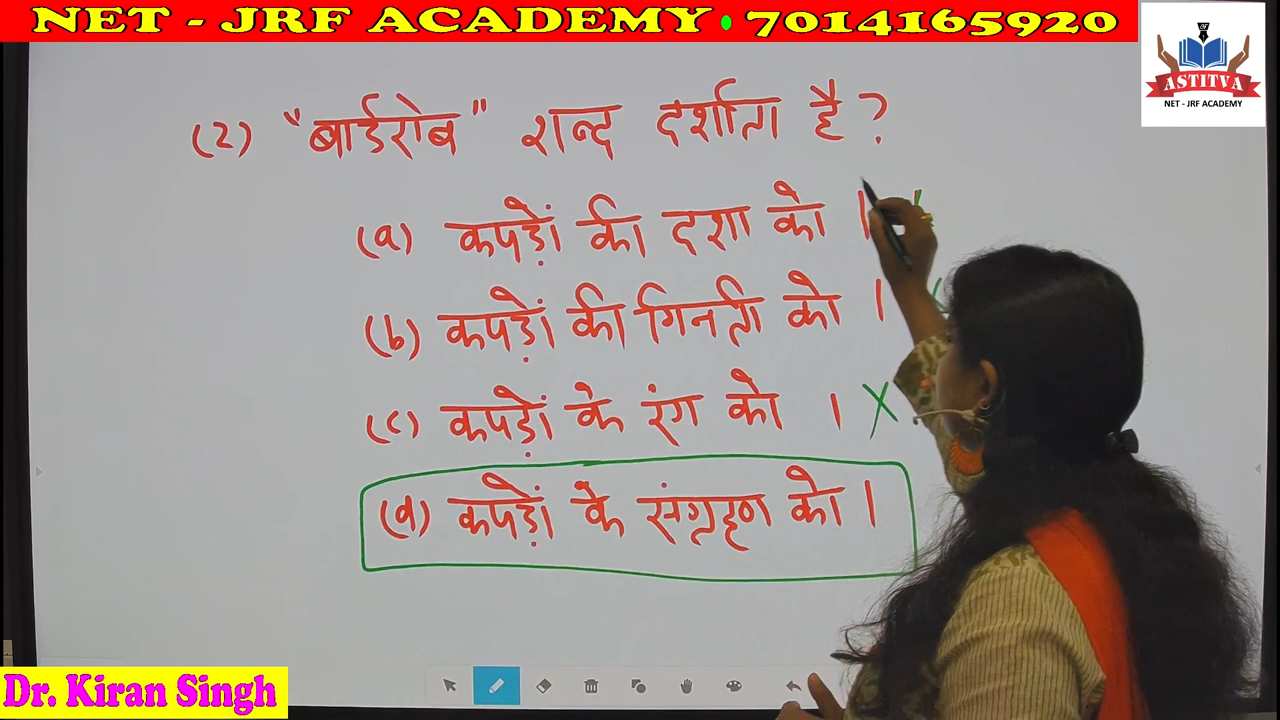 NET - JRF ACADEMY • 7014165920
ASTITVA
NET - JRF ACADEMY
(2) "बार्डरोब" शब्द दर्शाता है?
(a) कपड़ों की दशा को।
(b) कपड़ों की गिनती को।
(c) कपड़ों के रंग को। X
(d) कपड़ों के संग्रहण को।
Dr. Kiran Singh